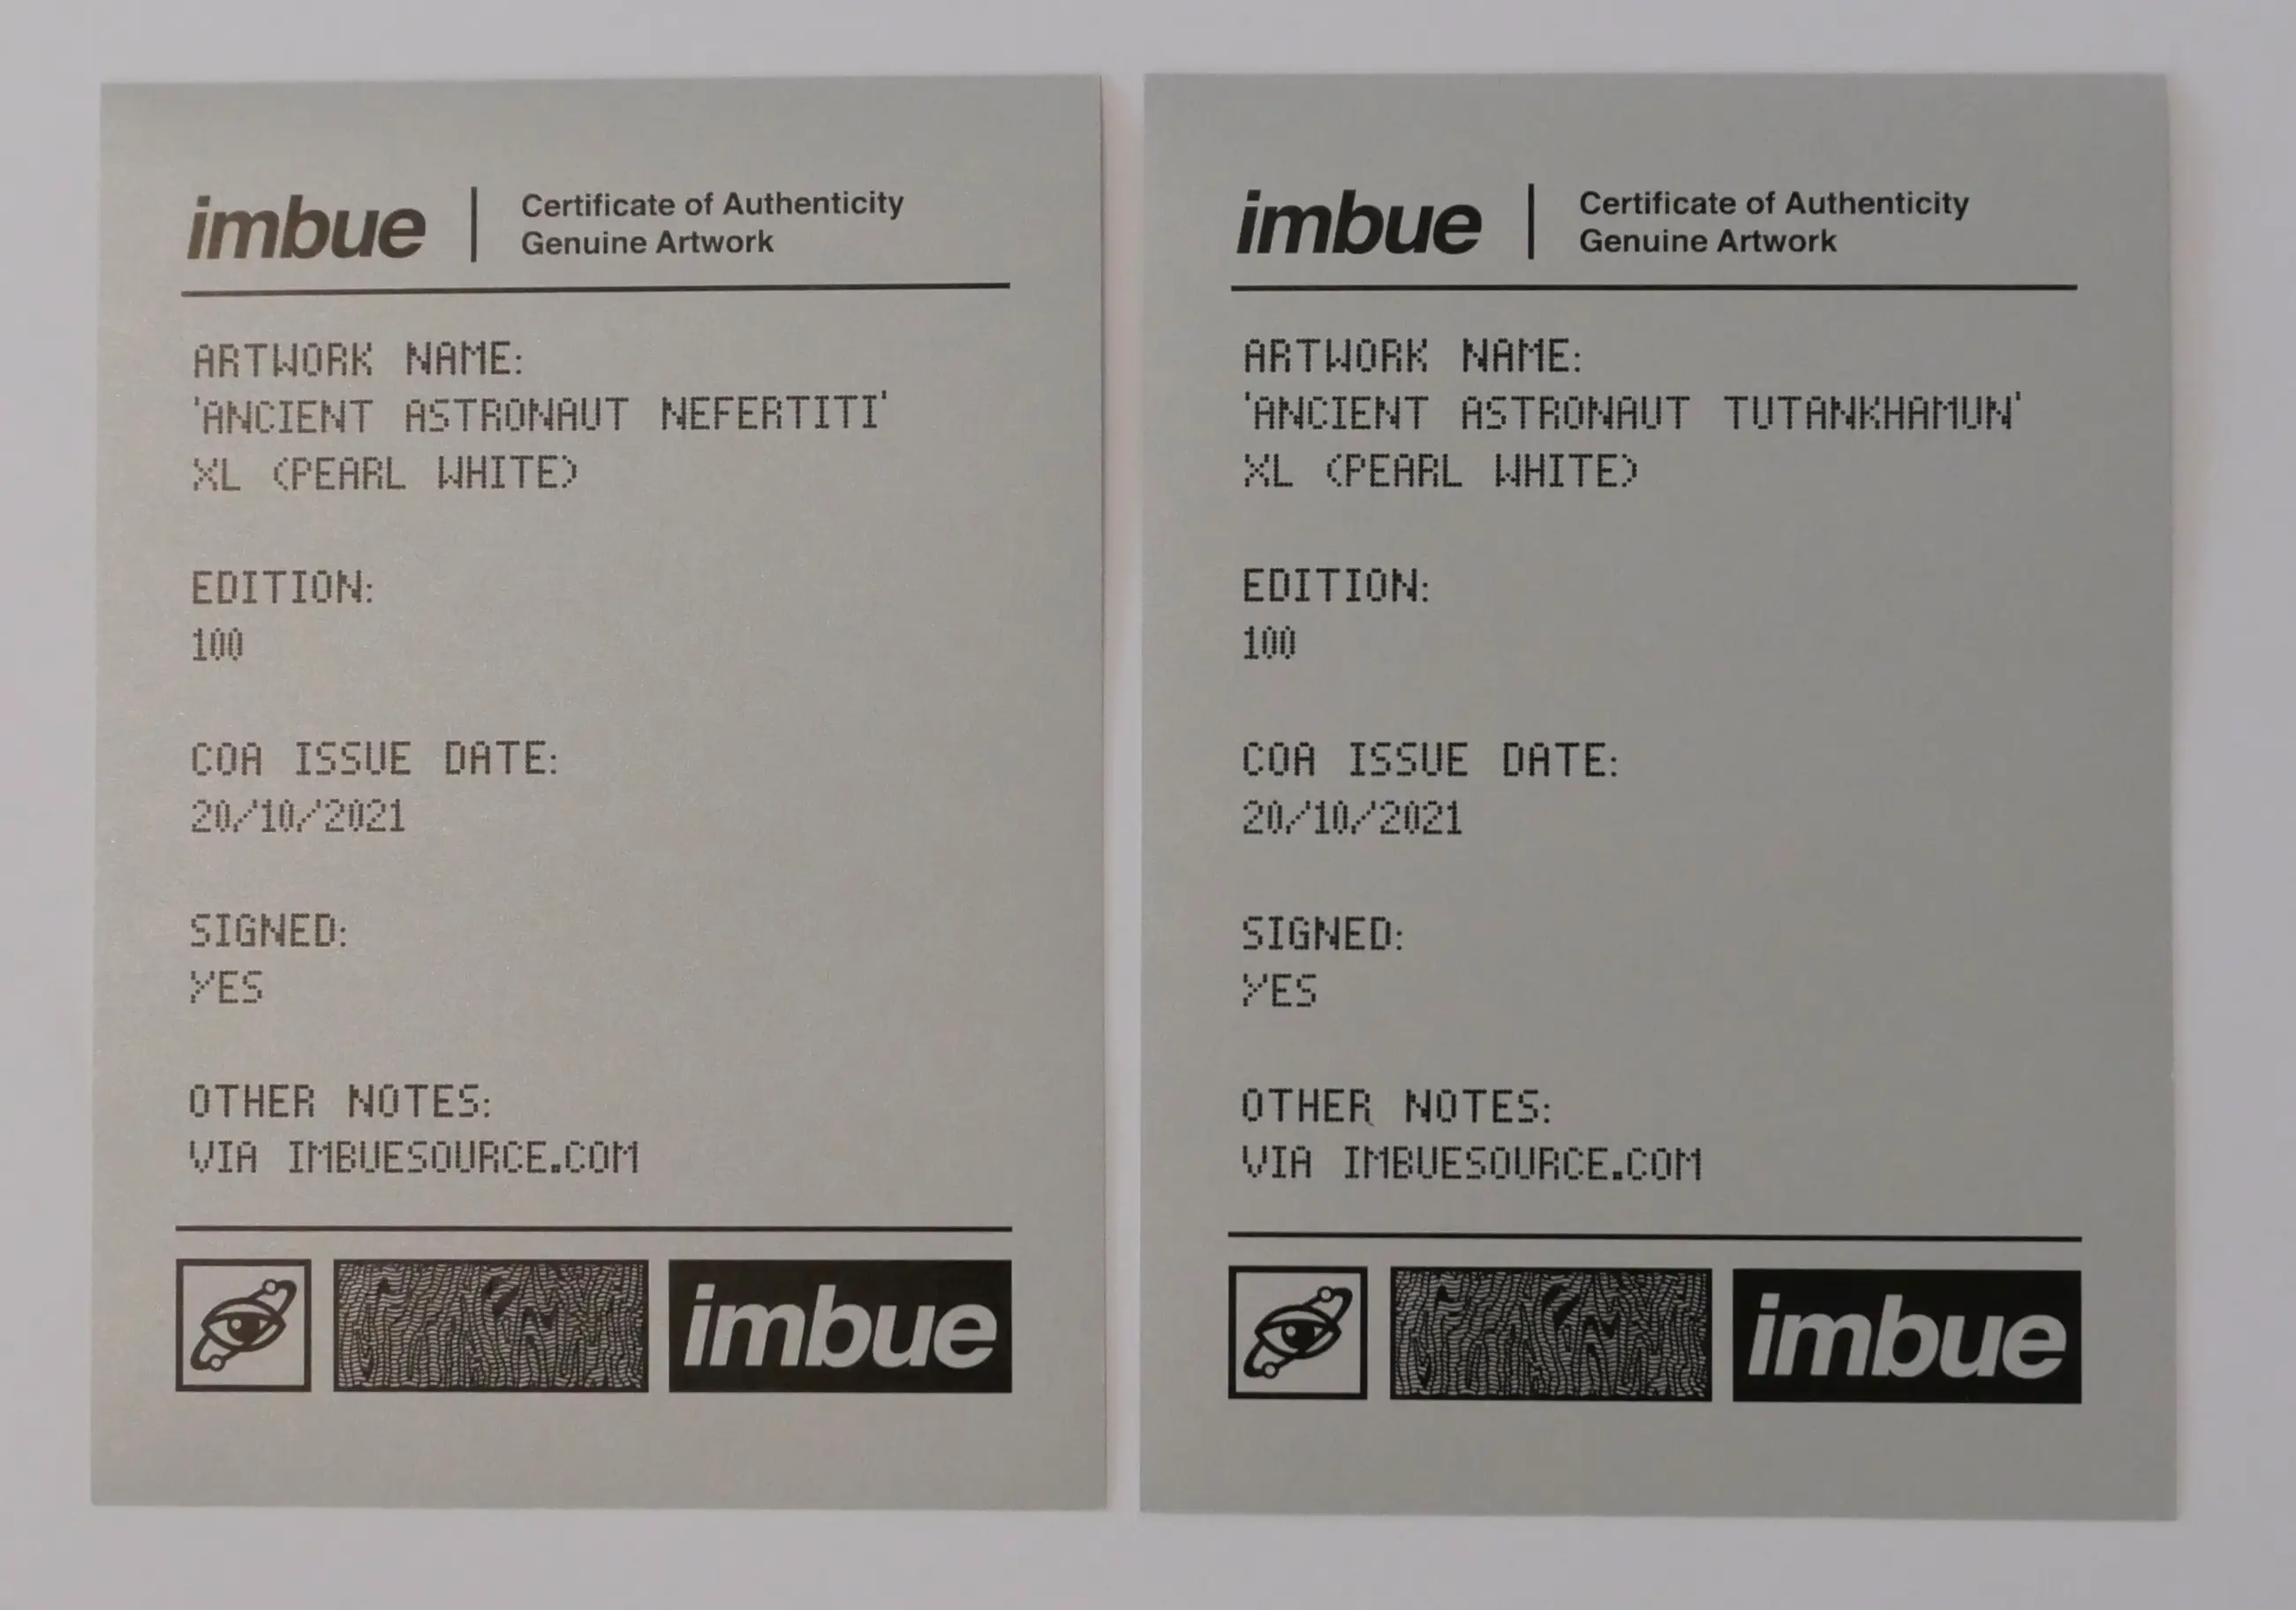 imbue
Certificate of Authenticity
Genuine Artwork
ARTWORK NAME:
'ANCIENT ASTRONAUT NEFERTITI'
XL (PEARL WHITE)
EDITION:
100
COA ISSUE DATE:
20/10/2021
SIGNED:
YES
OTHER NOTES:
VIA IMBUESOURCE.COM
imbue
imbue
Certificate of Authenticity
Genuine Artwork
ARTWORK NAME:
'ANCIENT ASTRONAUT TUTANKHAMUN'
XL (PEARL WHITE)
EDITION:
100
COA ISSUE DATE:
20/10/2021
SIGNED:
YES
OTHER NOTES:
VIA IMBUESOURCE.COM
imbue